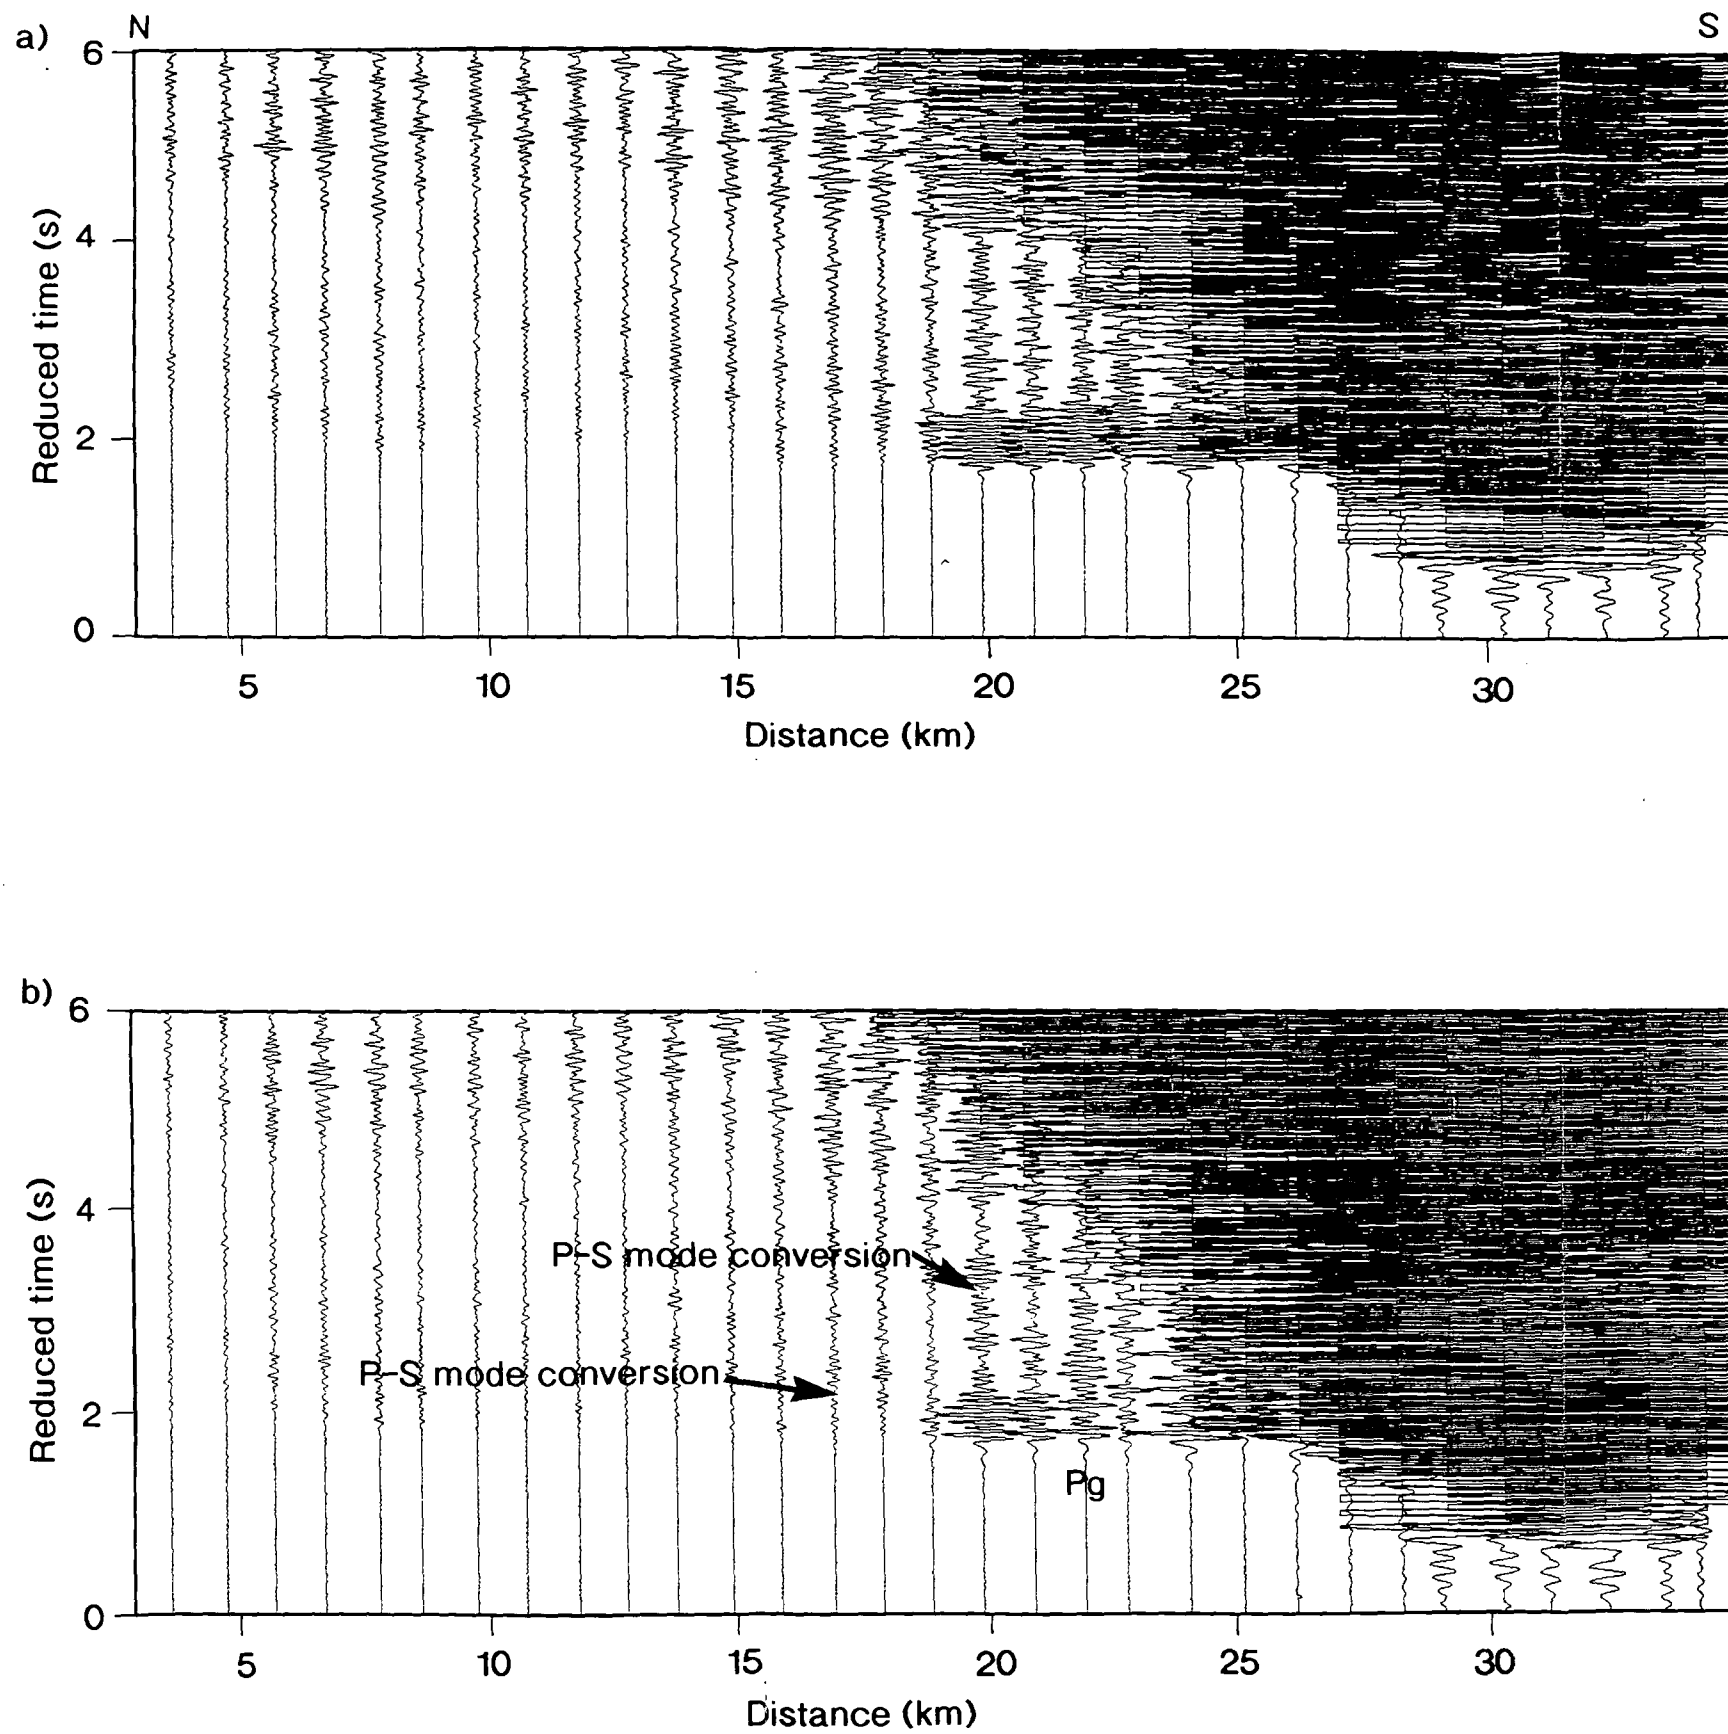 a) N S
6
4
2
0
Reduced time (s)
5 10 15 20 25 30
Distance (km)
b)
6
4
2
0
Reduced time (s)
P-S mode conversion
P-S mode conversion
Pg
5 10 15 20 25 30
Distance (km)